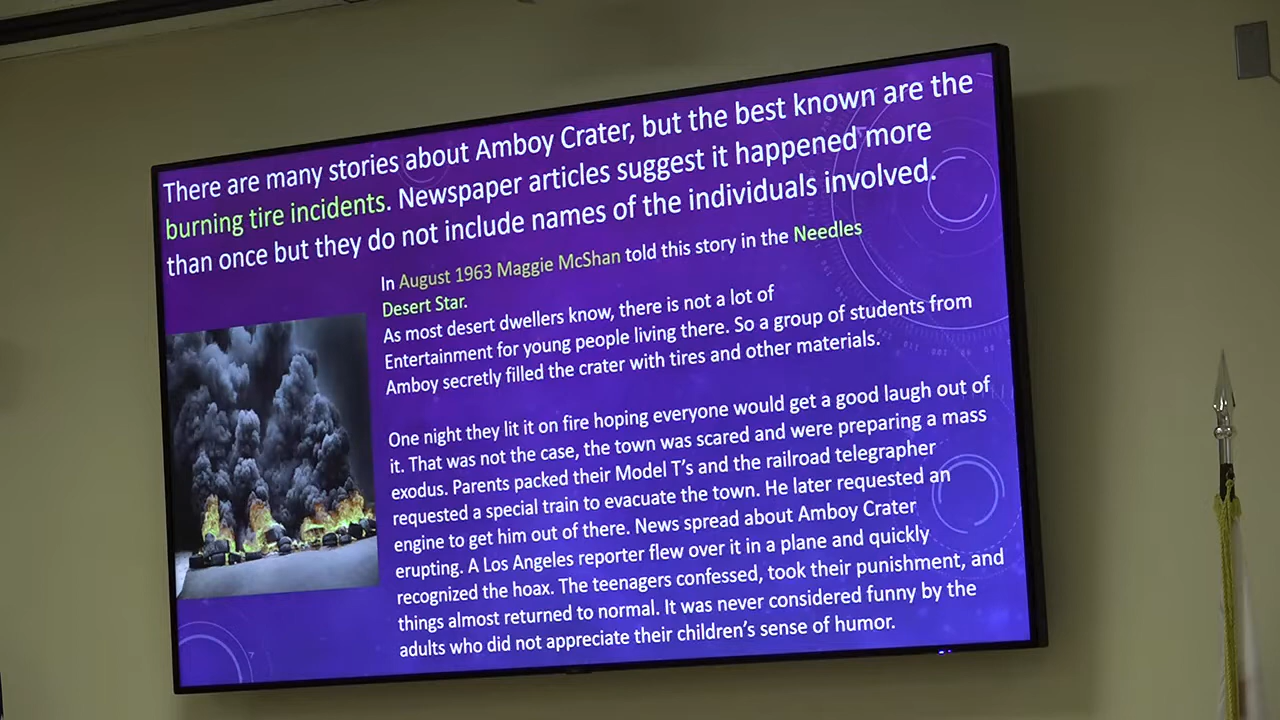 There are many stories about Amboy Crater, but the best known are the
burning tire incidents. Newspaper articles suggest it happened more
than once but they do not include names of the individuals involved.
In August 1963 Maggie McShan told this story in the Needles
Desert Star.
As most desert dwellers know, there is not a lot of
Entertainment for young people living there. So a group of students from
Amboy secretly filled the crater with tires and other materials.
One night they lit it on fire hoping everyone would get a good laugh out of
it. That was not the case, the town was scared and were preparing a mass
exodus. Parents packed their Model T's and the railroad telegrapher
requested a special train to evacuate the town. He later requested an
engine to get him out of there. News spread about Amboy Crater
erupting. A Los Angeles reporter flew over it in a plane and quickly
recognized the hoax. The teenagers confessed, took their punishment, and
things almost returned to normal. It was never considered funny by the
adults who did not appreciate their children's sense of humor.